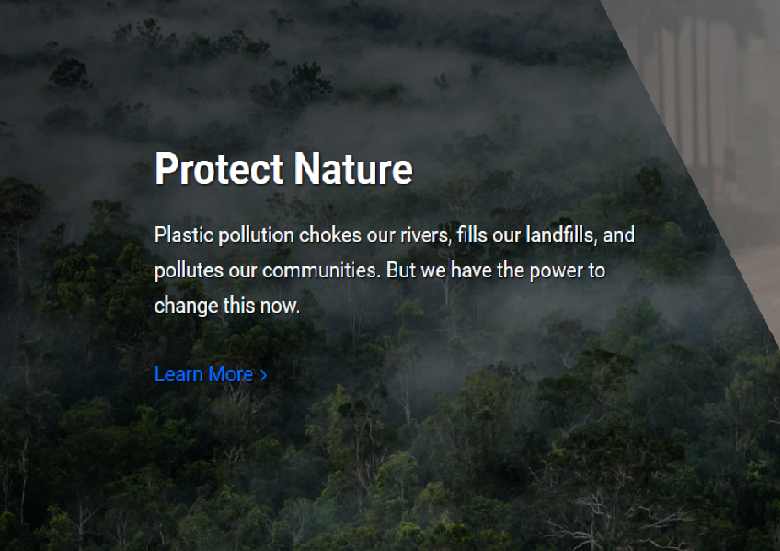 Protect Nature
Plastic pollution chokes our rivers, fills our landfills, and
pollutes our communities. But we have the power to
change this now.
Learn More >